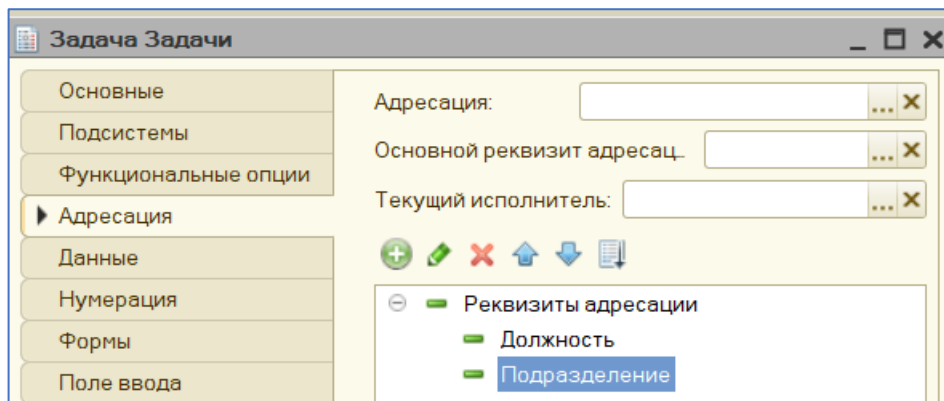 Задача Задачи
Основные
Подсистемы
Функциональные опции
Адресация
Данные
Нумерация
Формы
Поле ввода
Адресация:
Основной реквизит адресац...
Текущий исполнитель:
Реквизиты адресации
Должность
Подразделение